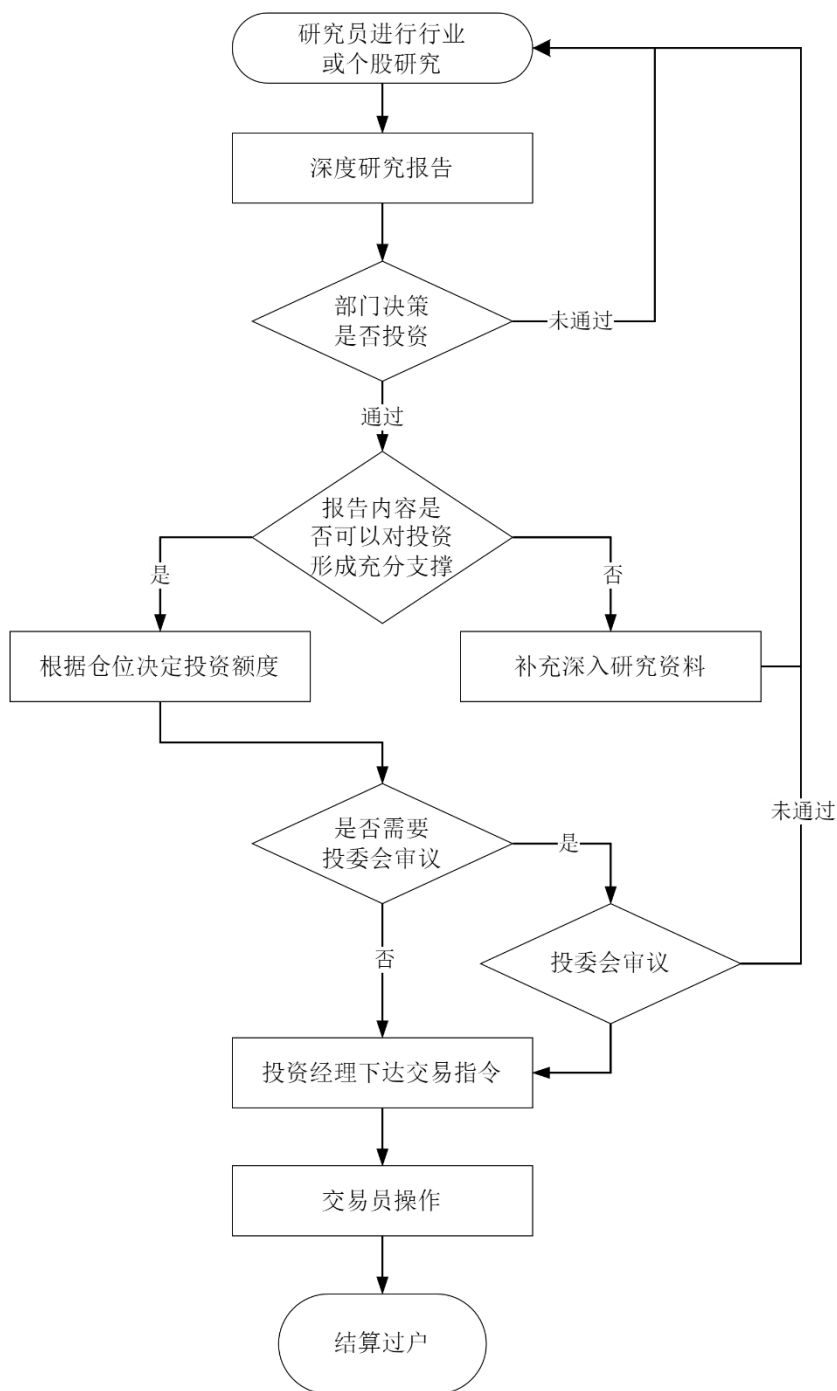 研究员进行行业
或个股研究
深度研究报告
部门决策
是否投资
未通过
通过
报告内容是
否可以对投资
形成充分支撑
是
否
根据仓位决定投资额度
补充深入研究资料
未通过
是否需要
投委会审议
是
否
投委会审议
投资经理下达交易指令
交易员操作
结算过户